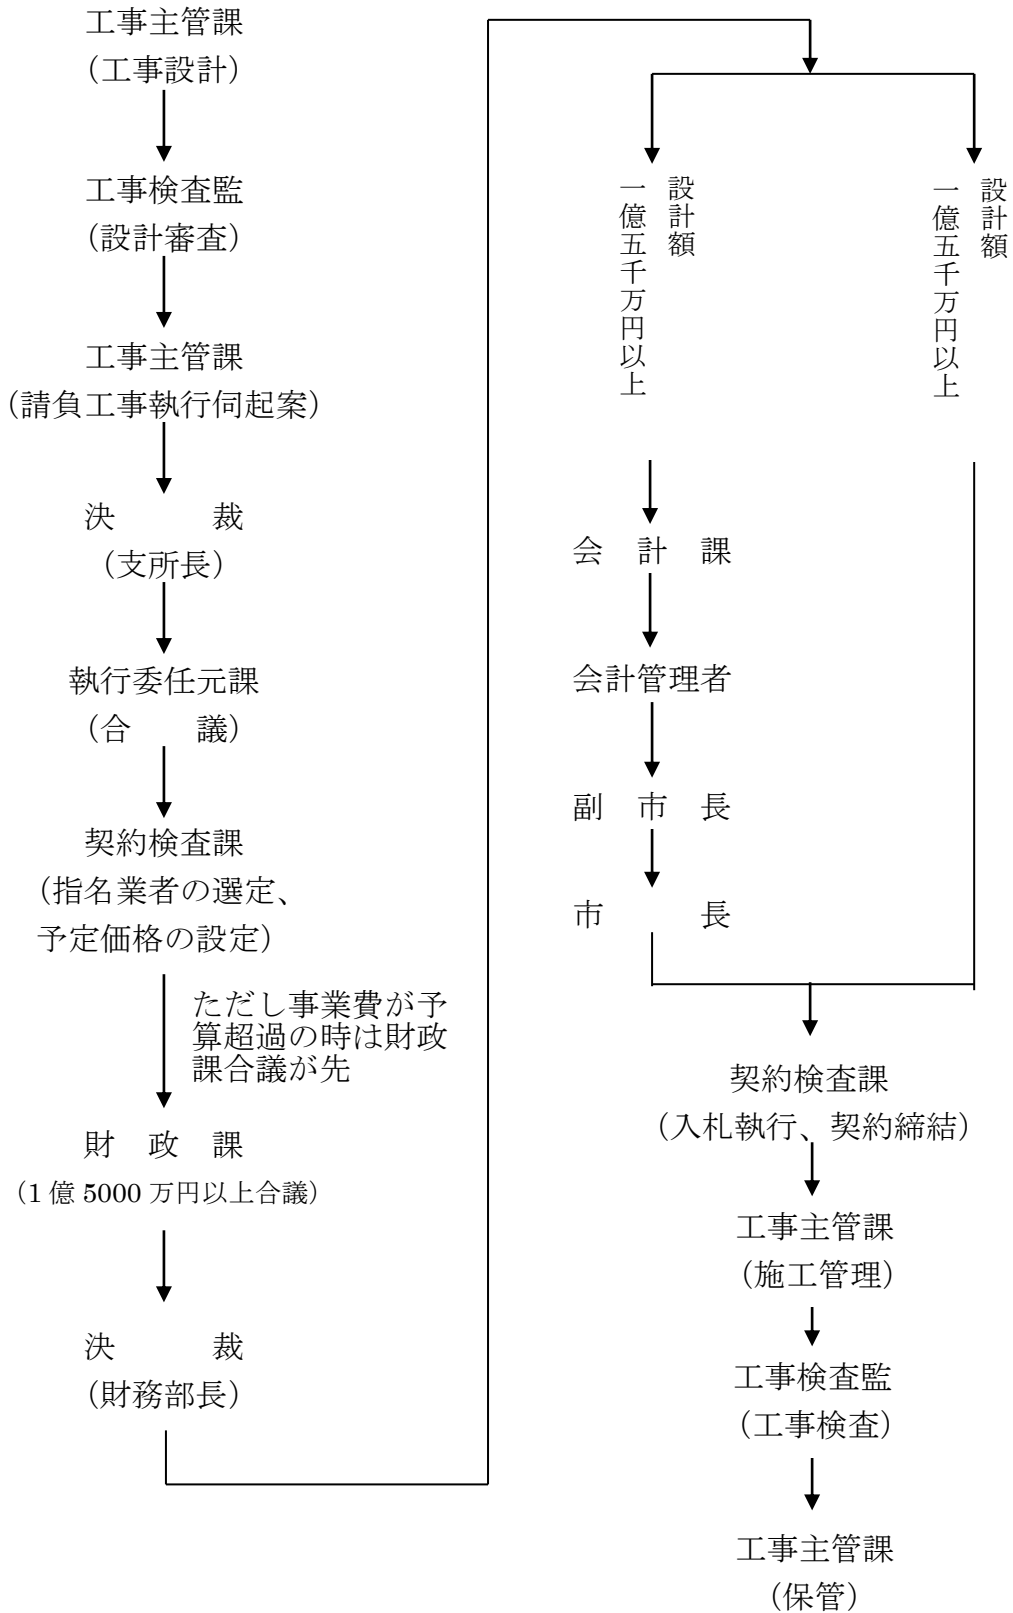 工事主管課
（工事設計）
工事検査監
（設計審査）
工事主管課
（請負工事執行伺起案）
決　　　裁
（支所長）
執行委任元課
（合　　議）
契約検査課
（指名業者の選定、
予定価格の設定）
ただし事業費が予
算超過の時は財政
課合議が先
財　政　課
（1億5000万円以上合議）
決　　　裁
（財務部長）
設計額
一億五千万円以上
設計額
一億五千万円以上
会　計　課
会計管理者
副　市　長
市　　　長
契約検査課
（入札執行、契約締結）
工事主管課
（施工管理）
工事検査監
（工事検査）
工事主管課
（保管）